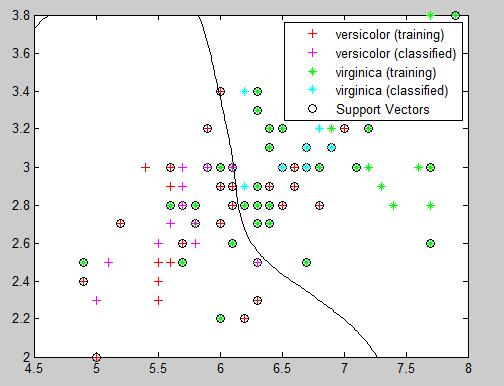 3.8
3.6
3.4
3.2
3
2.8
2.6
2.4
2.2
2
4.5 5 5.5 6 6.5 7 7.5 8
versicolor (training)
versicolor (classified)
virginica (training)
virginica (classified)
Support Vectors